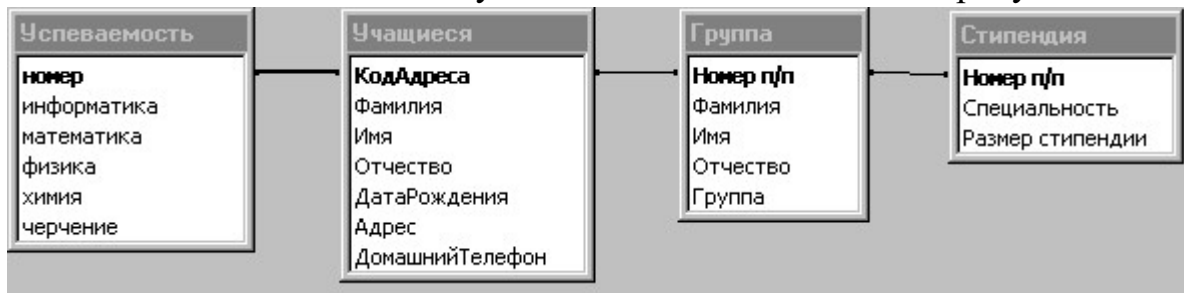 Успеваемость
номер
информатика
математика
физика
химия
черчение
Учащиеся
КодАдреса
Фамилия
Имя
Отчество
ДатаРождения
Адрес
ДомашнийТелефон
Группа
Номер п/п
Фамилия
Имя
Отчество
Группа
Стипендия
Номер п/п
Специальность
Размер стипендии